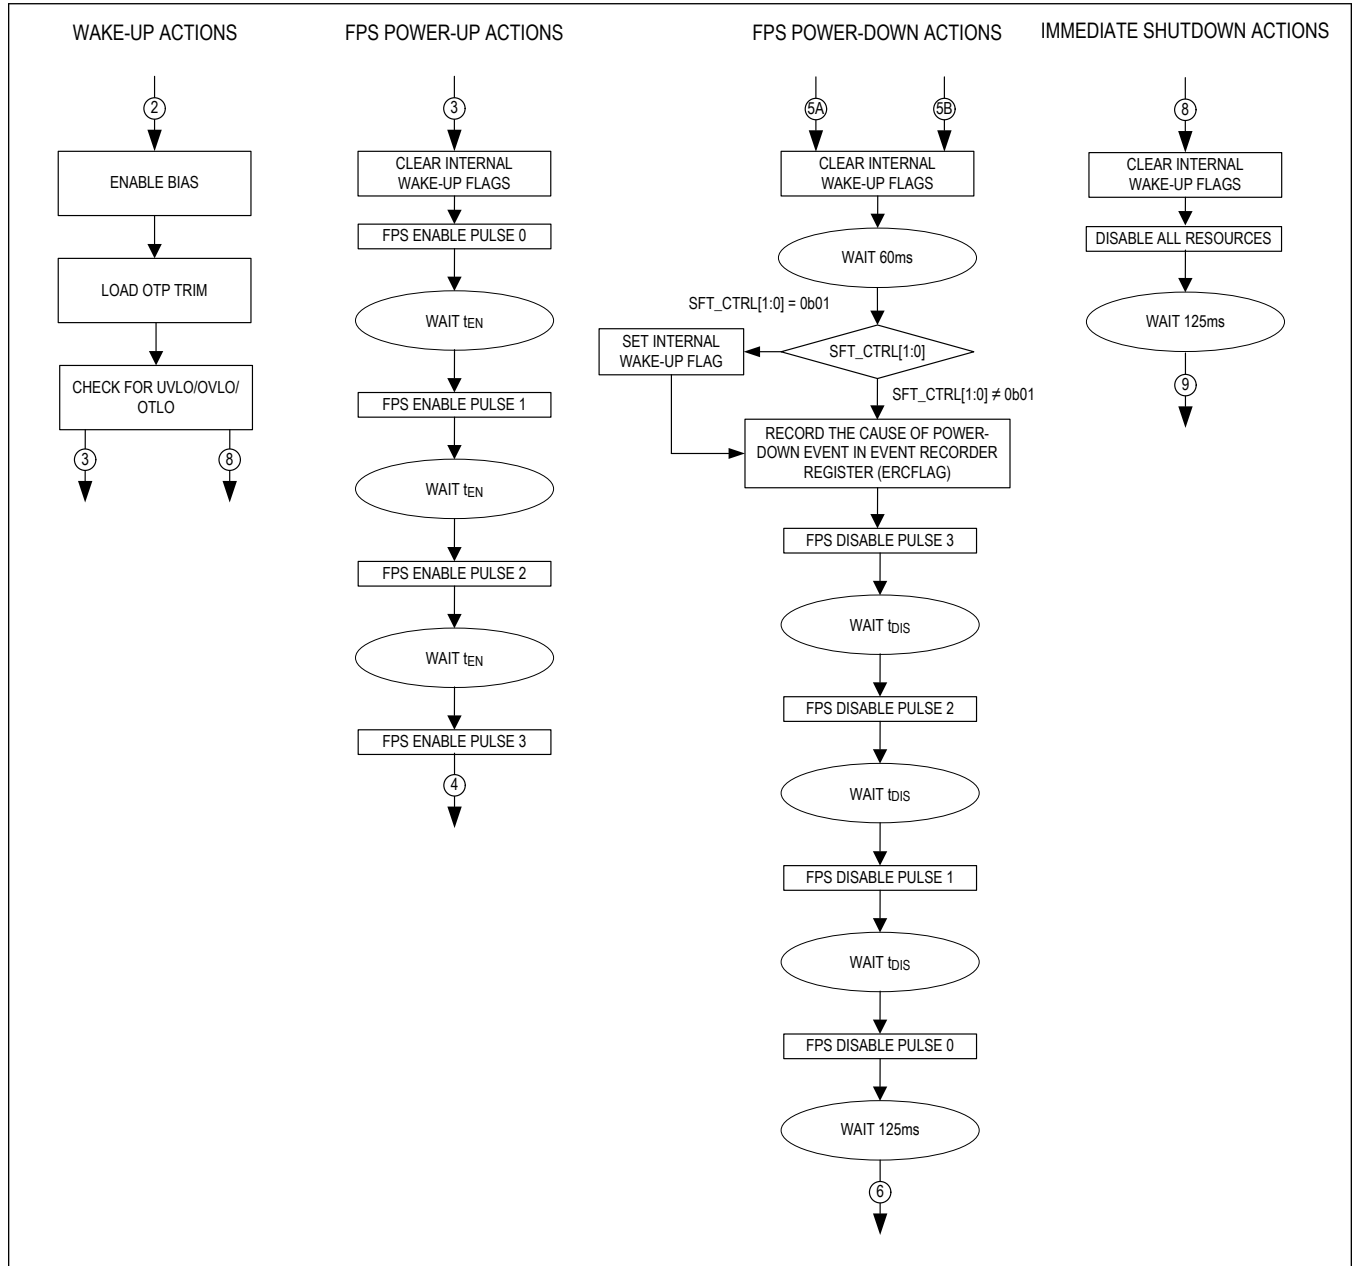 WAKE-UP ACTIONS
2
ENABLE BIAS
LOAD OTP TRIM
CHECK FOR UVLO/OVLO/
OTLO
3
8
FPS POWER-UP ACTIONS
3
CLEAR INTERNAL
WAKE-UP FLAGS
FPS ENABLE PULSE 0
WAIT tEN
FPS ENABLE PULSE 1
WAIT tEN
FPS ENABLE PULSE 2
WAIT tEN
FPS ENABLE PULSE 3
4
FPS POWER-DOWN ACTIONS
5A
5B
CLEAR INTERNAL
WAKE-UP FLAGS
WAIT 60ms
SFT_CTRL[1:0] = 0b01
SET INTERNAL
WAKE-UP FLAG
SFT_CTRL[1:0]
SFT_CTRL[1:0] ≠ 0b01
RECORD THE CAUSE OF POWER-
DOWN EVENT IN EVENT RECORDER
REGISTER (ERCFLAG)
FPS DISABLE PULSE 3
WAIT tDIS
FPS DISABLE PULSE 2
WAIT tDIS
FPS DISABLE PULSE 1
WAIT tDIS
FPS DISABLE PULSE 0
WAIT 125ms
6
IMMEDIATE SHUTDOWN ACTIONS
8
CLEAR INTERNAL
WAKE-UP FLAGS
DISABLE ALL RESOURCES
WAIT 125ms
9